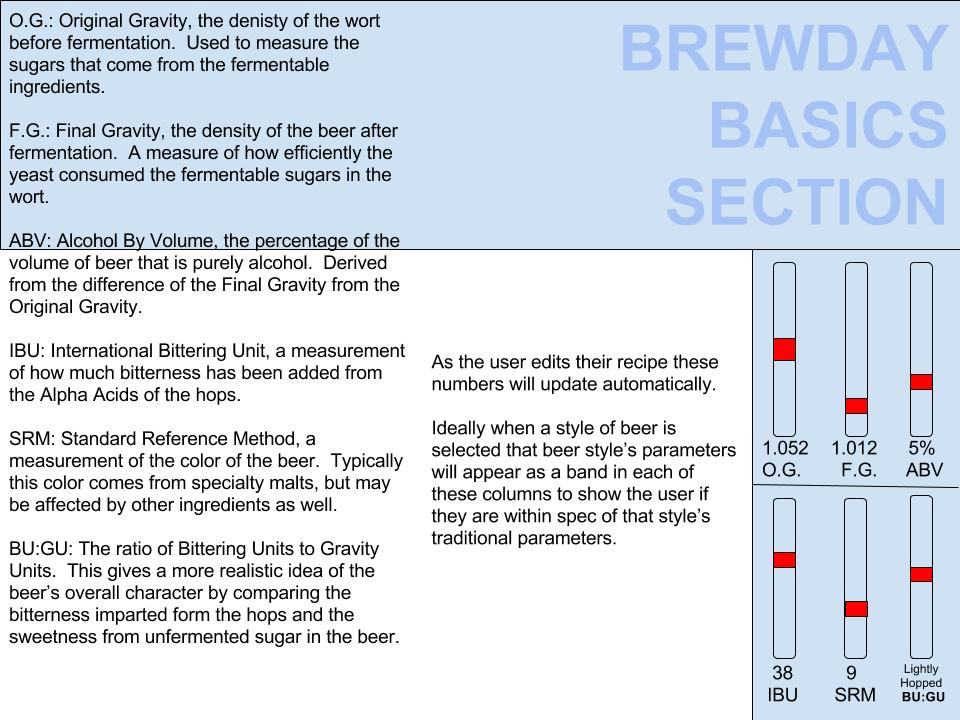 BREWDAY
BASICS
SECTION
O.G.: Original Gravity, the denisty of the wort
before fermentation.  Used to measure the
sugars that come from the fermentable
ingredients.
F.G.: Final Gravity, the density of the beer after
fermentation.  A measure of how efficiently the
yeast consumed the fermentable sugars in the
wort.
ABV: Alcohol By Volume, the percentage of the
volume of beer that is purely alcohol.  Derived
from the difference of the Final Gravity from the
Original Gravity.
IBU: International Bittering Unit, a measurement
of how much bitterness has been added from
the Alpha Acids of the hops.
SRM: Standard Reference Method, a
measurement of the color of the beer.  Typically
this color comes from specialty malts, but may
be affected by other ingredients as well.
BU:GU: The ratio of Bittering Units to Gravity
Units.  This gives a more realistic idea of the
beer's overall character by comparing the
bitterness imparted form the hops and the
sweetness from unfermented sugar in the beer.
As the user edits their recipe these
numbers will update automatically.
Ideally when a style of beer is
selected that beer style's parameters
will appear as a band in each of
these columns to show the user if
they are within spec of that style's
traditional parameters.
1.052 1.012 5%
O.G. F.G. ABV
38 9 Lightly
Hopped
IBU SRM BU:GU